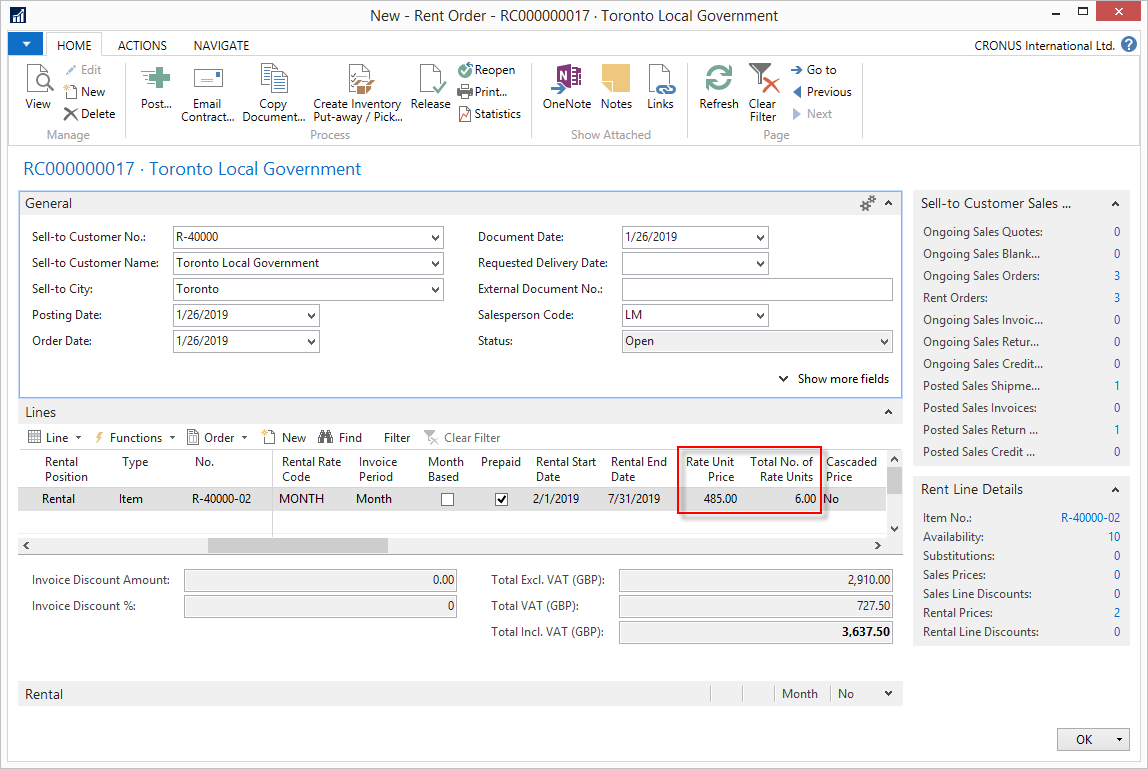 New - Rent Order - RC000000017 · Toronto Local Government
HOME ACTIONS NAVIGATE CRONUS International Ltd. ?
View Edit New Delete
Manage
Post... Email Contract... Copy Document... Create Inventory Put-away / Pick... Release Reopen Print... Statistics
Process
OneNote Notes Links
Show Attached
Refresh Clear Filter Go to Previous Next
Page
RC000000017 · Toronto Local Government
General
Sell-to Customer No.: R-40000
Sell-to Customer Name: Toronto Local Government
Sell-to City: Toronto
Posting Date: 1/26/2019
Order Date: 1/26/2019
Document Date: 1/26/2019
Requested Delivery Date:
External Document No.:
Salesperson Code: LM
Status: Open
Show more fields
Lines
Line Functions Order New Find Filter Clear Filter
Rental Position Type No. Rental Rate Code Invoice Period Month Based Prepaid Rental Start Date Rental End Date Rate Unit Price Total No. of Rate Units Cascaded Price
Rental Item R-40000-02 MONTH Month 2/1/2019 7/31/2019 485.00 6.00 No
Invoice Discount Amount: 0.00
Invoice Discount %: 0
Total Excl. VAT (GBP): 2,910.00
Total VAT (GBP): 727.50
Total Incl. VAT (GBP): 3,637.50
Rental Month No
Sell-to Customer Sales ...
Ongoing Sales Quotes: 0
Ongoing Sales Blank... 0
Ongoing Sales Orders: 3
Rent Orders: 3
Ongoing Sales Invoic... 0
Ongoing Sales Retur... 0
Ongoing Sales Credit... 0
Posted Sales Shipme... 1
Posted Sales Invoices: 0
Posted Sales Return ... 1
Posted Sales Credit ... 0
Rent Line Details
Item No.: R-40000-02
Availability: 10
Substitutions: 0
Sales Prices: 0
Sales Line Discounts: 0
Rental Prices: 2
Rental Line Discounts: 0
OK